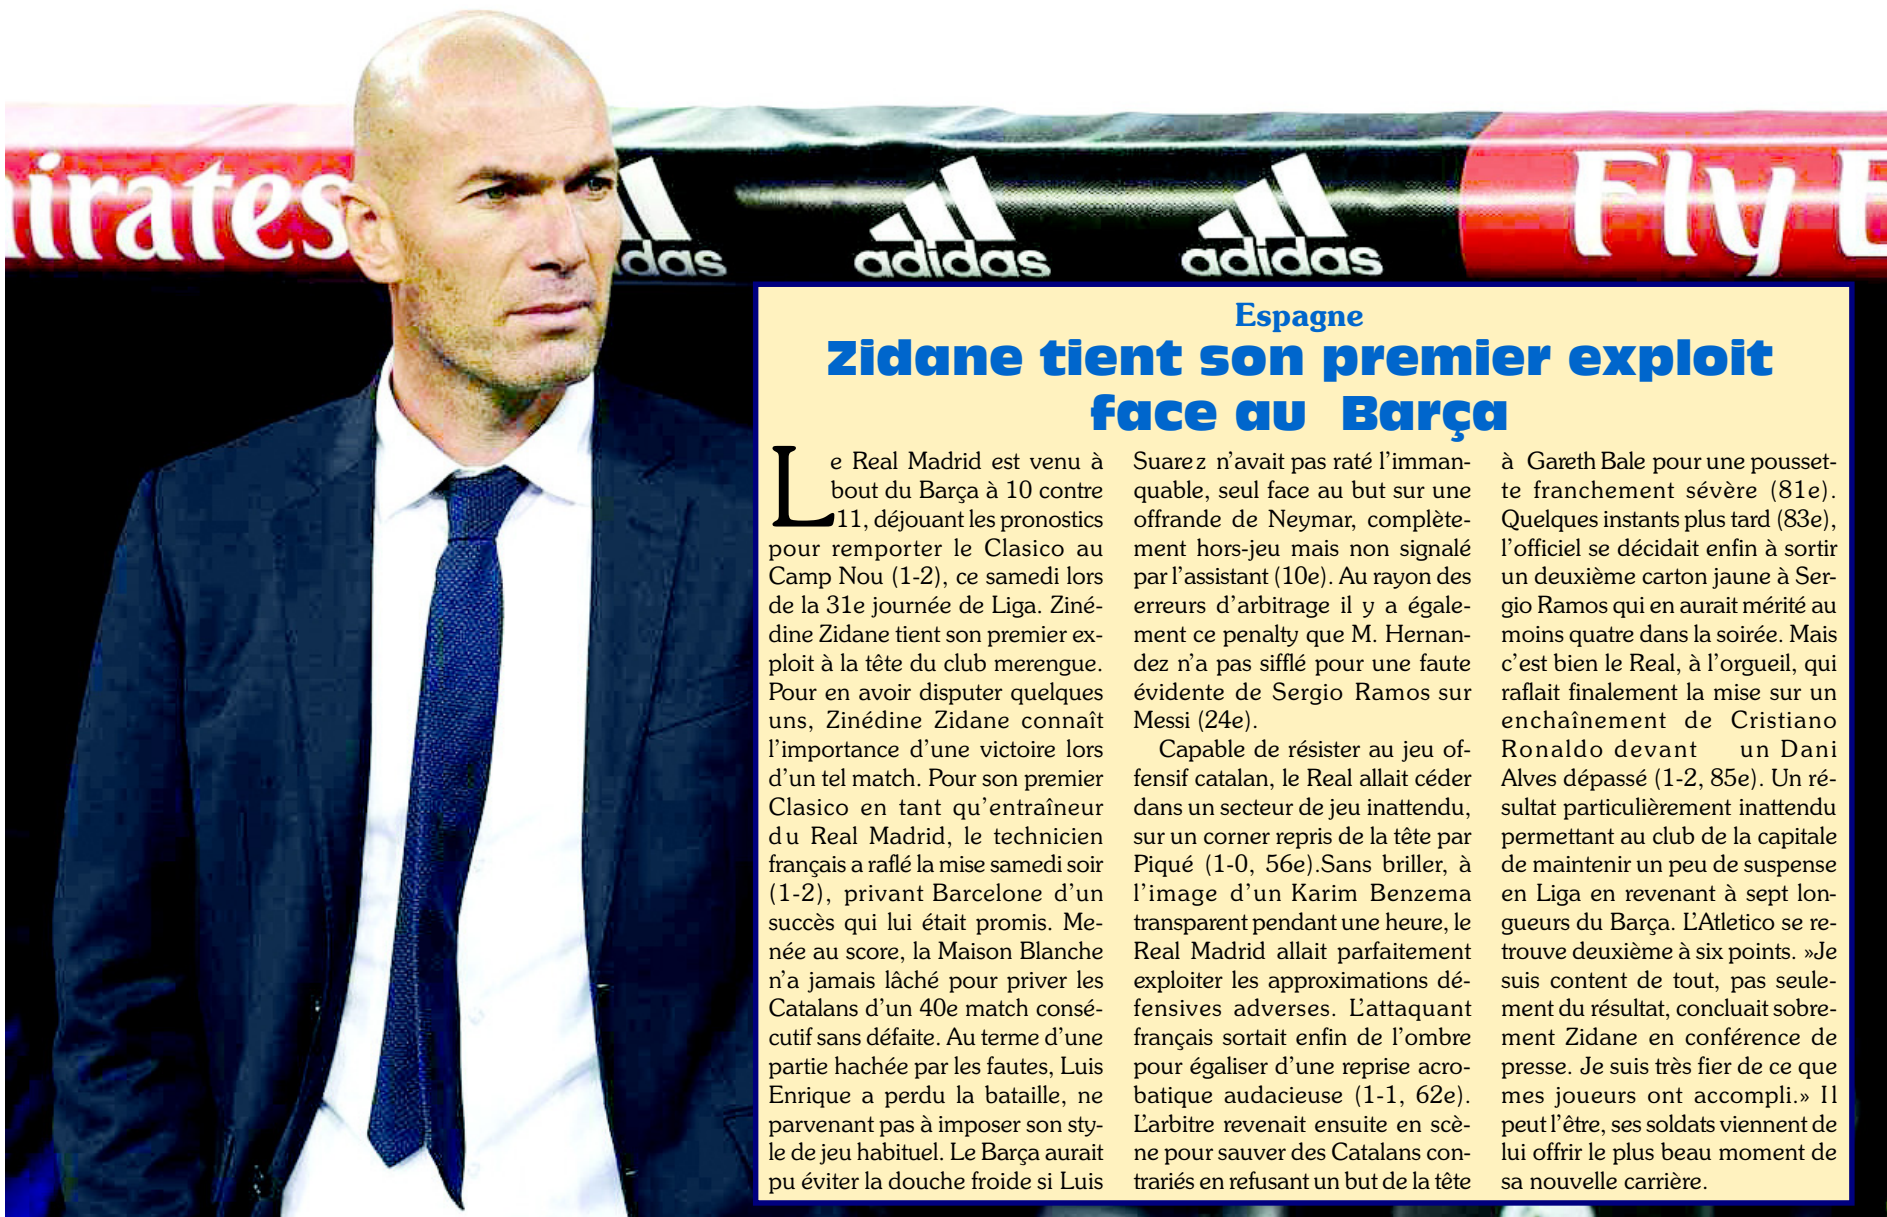 irates
das
adidas
adidas
Fly E
Espagne
Zidane tient son premier exploit
face au Barça
Le Real Madrid est venu à
bout du Barça à 10 contre
11, déjouant les pronostics
pour remporter le Clasico au
Camp Nou (1-2), ce samedi lors
de la 31e journée de Liga. Ziné-
dine Zidane tient son premier ex-
ploit à la tête du club merengue.
Pour en avoir disputer quelques
uns, Zinédine Zidane connaît
l'importance d'une victoire lors
d'un tel match. Pour son premier
Clasico en tant qu'entraîneur
du Real Madrid, le technicien
français a raflé la mise samedi soir
(1-2), privant Barcelone d'un
succès qui lui était promis. Me-
née au score, la Maison Blanche
n'a jamais lâché pour priver les
Catalans d'un 40e match consé-
cutif sans défaite. Au terme d'une
partie hachée par les fautes, Luis
Enrique a perdu la bataille, ne
parvenant pas à imposer son sty-
le de jeu habituel. Le Barça aurait
pu éviter la douche froide si Luis
Suarez n'avait pas raté l'imman-
quable, seul face au but sur une
offrande de Neymar, complète-
ment hors-jeu mais non signalé
par l'assistant (10e). Au rayon des
erreurs d'arbitrage il y a égale-
ment ce penalty que M. Hernan-
dez n'a pas sifflé pour une faute
évidente de Sergio Ramos sur
Messi (24e).
Capable de résister au jeu of-
fensif catalan, le Real allait céder
dans un secteur de jeu inattendu,
sur un corner repris de la tête par
Piqué (1-0, 56e).Sans briller, à
l'image d'un Karim Benzema
transparent pendant une heure, le
Real Madrid allait parfaitement
exploiter les approximations dé-
fensives adverses. L'attaquant
français sortait enfin de l'ombre
pour égaliser d'une reprise acro-
batique audacieuse (1-1, 62e).
L'arbitre revenait ensuite en scè-
ne pour sauver des Catalans con-
trariés en refusant un but de la tête
à Gareth Bale pour une pousset-
te franchement sévère (81e).
Quelques instants plus tard (83e),
l'officiel se décidait enfin à sortir
un deuxième carton jaune à Ser-
gio Ramos qui en aurait mérité au
moins quatre dans la soirée. Mais
c'est bien le Real, à l'orgueil, qui
raflait finalement la mise sur un
enchaînement de Cristiano
Ronaldo devant un Dani
Alves dépassé (1-2, 85e). Un ré-
sultat particulièrement inattendu
permettant au club de la capitale
de maintenir un peu de suspense
en Liga en revenant à sept lon-
gueurs du Barça. L'Atletico se re-
trouve deuxième à six points. »Je
suis content de tout, pas seule-
ment du résultat, concluait sobre-
ment Zidane en conférence de
presse. Je suis très fier de ce que
mes joueurs ont accompli.» Il
peut l'être, ses soldats viennent de
lui offrir le plus beau moment de
sa nouvelle carrière.